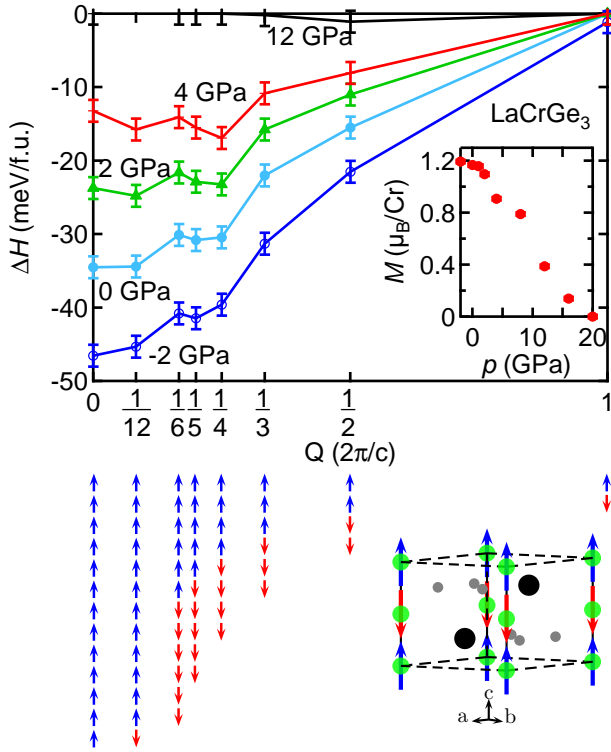 0
-10
-20
-30
-40
-50
ΔH (meV/f.u.)
12 GPa
4 GPa
2 GPa
0 GPa
-2 GPa
LaCrGe3
1.2
0.8
0.4
0
M (μB/Cr)
0 10 20
p (GPa)
0 1/12 1/6 1/5 1/4 1/3 1/2 1
Q (2π/c)
c
a b